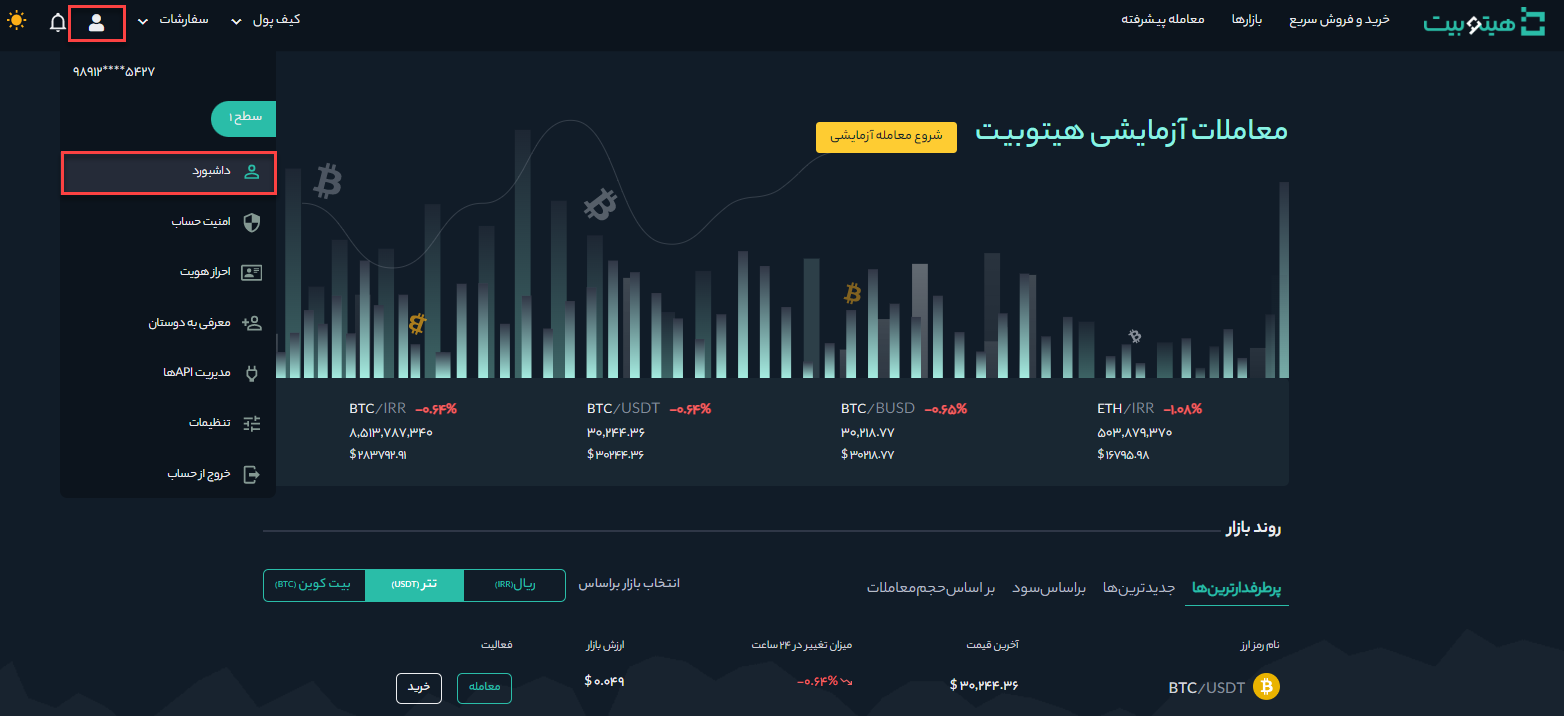 هیتوبیت
خرید و فروش سریع
بازارها
معامله پیشرفته
کیف پول
سفارشات
۹۸۹۱۲****۵۴۲۷
سطح ۱
داشبورد
امنیت حساب
احراز هویت
معرفی به دوستان
مدیریت APIها
تنظیمات
خروج از حساب
معاملات آزمایشی هیتوبیت
شروع معامله آزمایشی
ETH/IRR -۱.۰۸%
۵۰۳,۸۷۹,۳۷۰
$ ۱۶۷۹۵.۹۸
BTC/BUSD -۰.۶۵%
۳۰,۲۱۸.۷۷
$ ۳۰۲۱۸.۷۷
BTC/USDT -۰.۶۴%
۳۰,۲۴۴.۳۶
$ ۳۰۲۴۴.۳۶
BTC/IRR -۰.۶۴%
۸,۵۱۳,۷۸۷,۳۴۰
$ ۲۸۳۷۹۲.۹۱
روند بازار
پرطرفدارترین‌ها
جدیدترین‌ها
براساس سود
بر اساس حجم معاملات
انتخاب بازار براساس
ریال (IRR)
تتر (USDT)
بیت کوین (BTC)
نام رمز ارز
آخرین قیمت
میزان تغییر در ۲۴ ساعت
ارزش بازار
فعالیت
BTC/USDT
$ ۳۰,۲۴۴.۳۶
-۰.۶۴%
$ ۰.۰۴۹
معامله
خرید